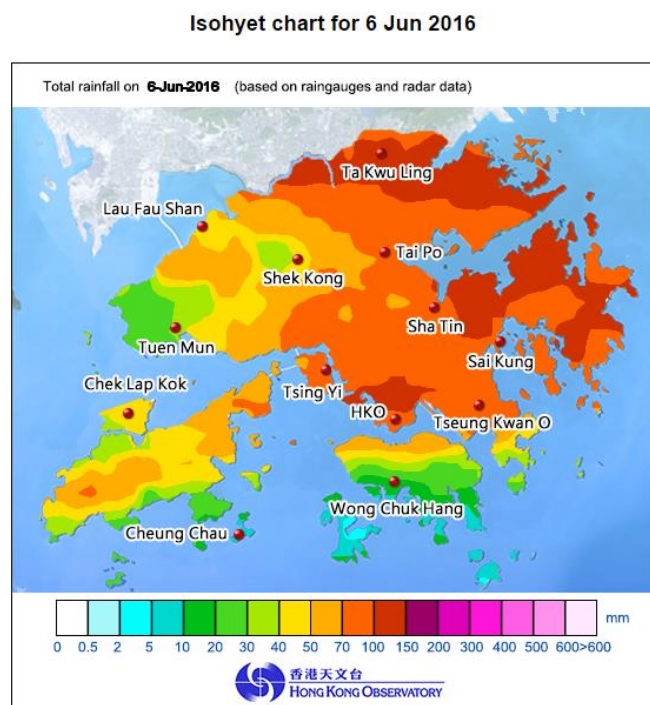 Isohyet chart for 6 Jun 2016
Total rainfall on 6-Jun-2016 (based on raingauges and radar data)
Ta Kwu Ling
Lau Fau Shan
Tai Po
Shek Kong
Sha Tin
Tuen Mun
Sai Kung
Chek Lap Kok
Tsing Yi
HKO
Tseung Kwan O
Wong Chuk Hang
Cheung Chau
mm
0 0.5 2 5 10 20 30 40 50 70 100 150 200 300 400 500 600>600
香港天文台
HONG KONG OBSERVATORY